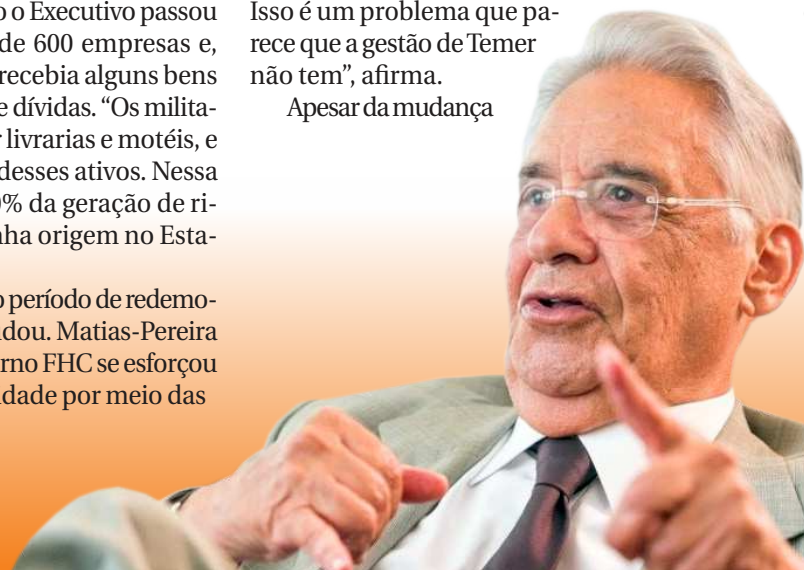 o o Executivo passou
de 600 empresas e,
recebia alguns bens
e dívidas. “Os milita-
r livrarias e motéis, e
desses ativos. Nessa
0% da geração de ri-
nha origem no Esta-
o período de redemo-
dou. Matias-Pereira
rno FHC se esforçou
idade por meio das
Isso é um problema que pa-
rece que a gestão de Temer
não tem”, afirma.
Apesar da mudança